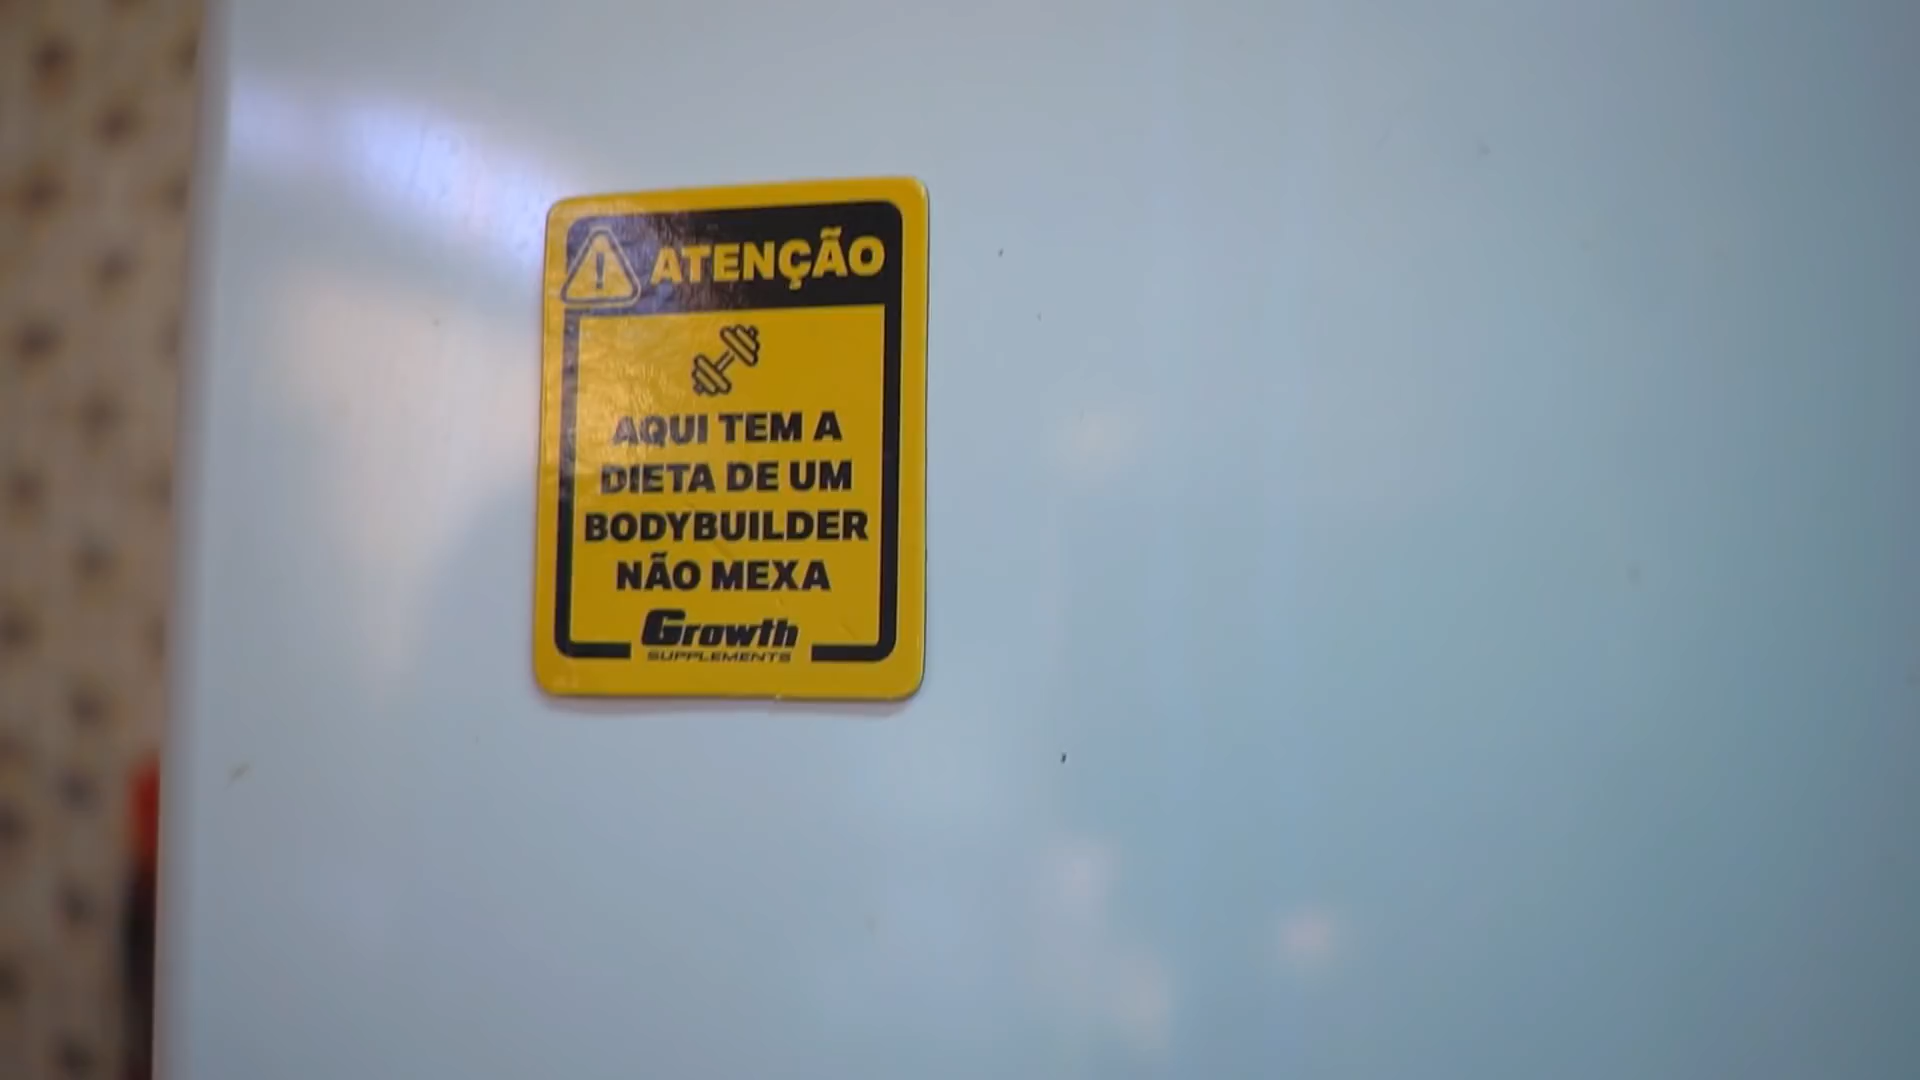 ATENÇÃO
AQUI TEM A
DIETA DE UM
BODYBUILDER
NÃO MEXA
Growth
SUPPLEMENTS